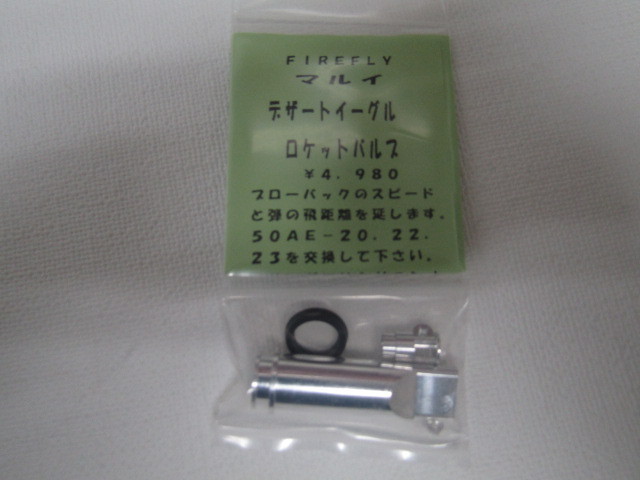 FIREFLY
マルイ
デザートイーグル
ロケットバルブ
¥4.980
ブローバックのスピード
と弾の飛距離を延します。
50AE-20.22.
23を交換して下さい。